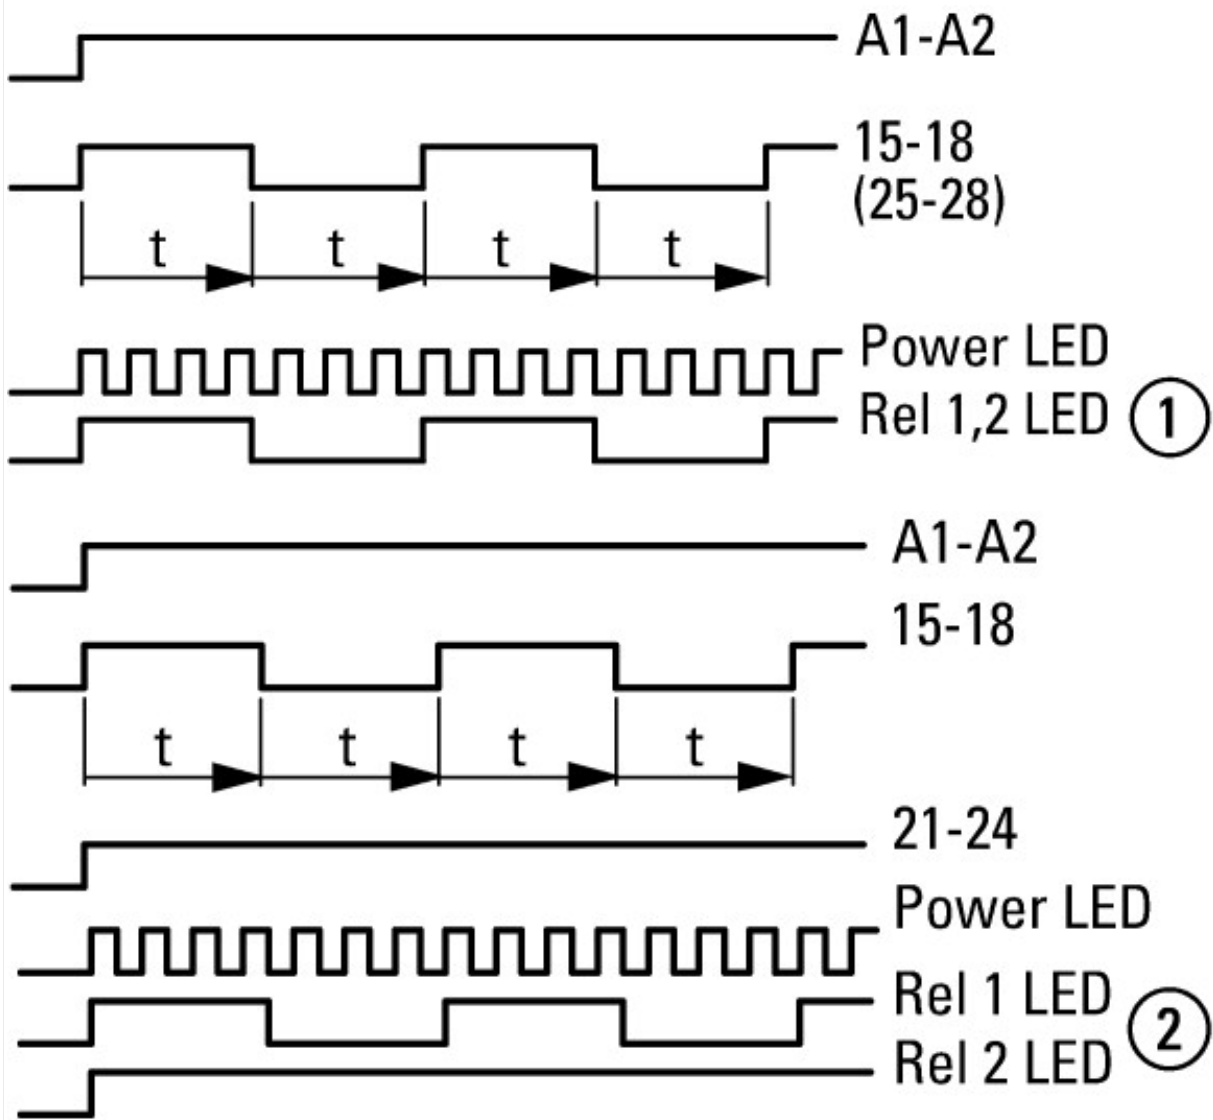 A1-A2
15-18
(25-28)
t t t t
Power LED
Rel 1,2 LED 1
A1-A2
15-18
t t t t
21-24
Power LED
Rel 1 LED
2
Rel 2 LED